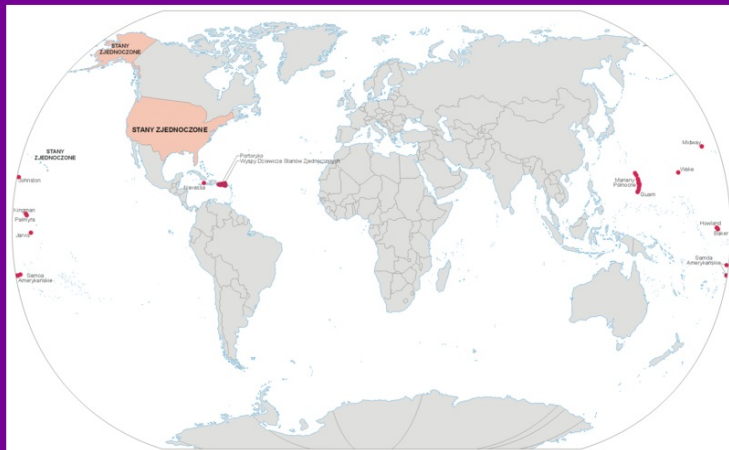 STANY
ZJEDNOCZONE
STANY ZJEDNOCZONE
STANY
ZJEDNOCZONE
Portoryko
Wyspy Dziewicze Stanów Zjednoczonych
Navassa
Johnston
Kingman
Palmyra
Jarvis
Samoa
Amerykańskie
Midway
Wake
Mariany
Północne
Guam
Howland
Baker
Samoa
Amerykańskie